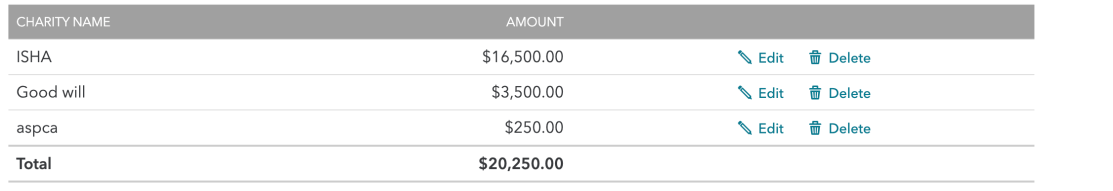 CHARITY NAME AMOUNT
ISHA $16,500.00 Edit Delete
Good will $3,500.00 Edit Delete
aspca $250.00 Edit Delete
Total $20,250.00